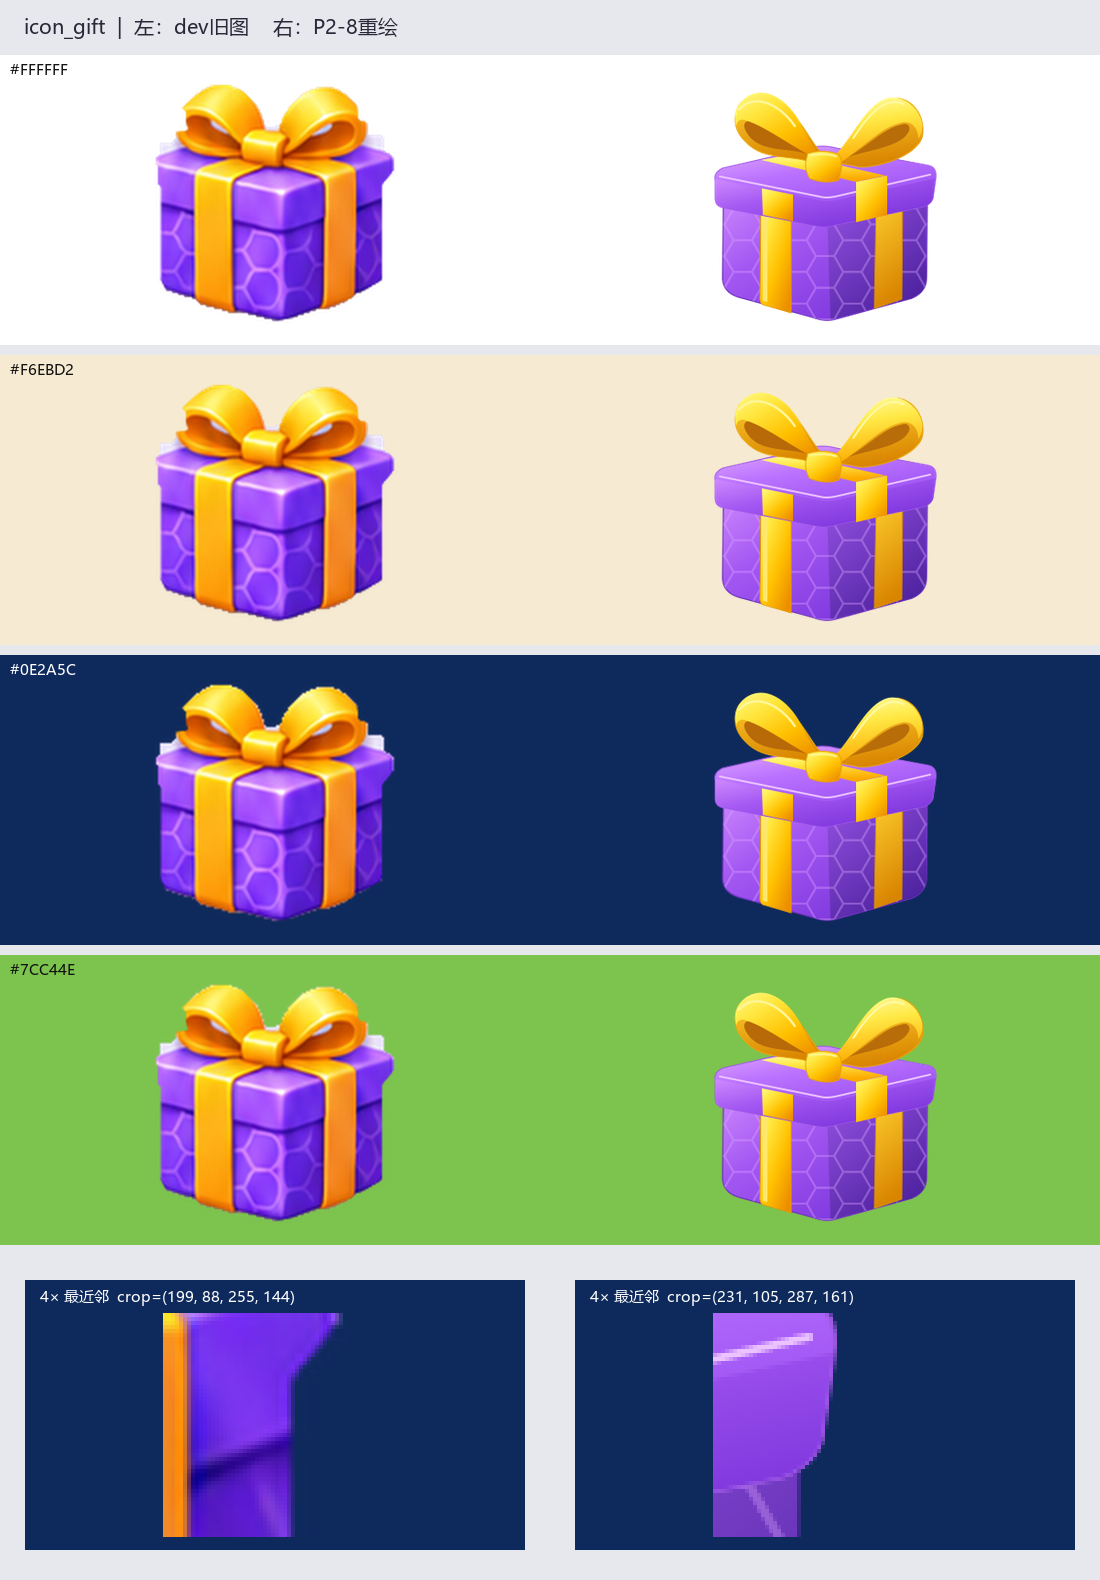 icon_gift | 左：dev旧图 右：P2-8重绘
#FFFFFF
#F6EBD2
#0E2A5C
#7CC44E
4× 最近邻 crop=(199, 88, 255, 144)
4× 最近邻 crop=(231, 105, 287, 161)